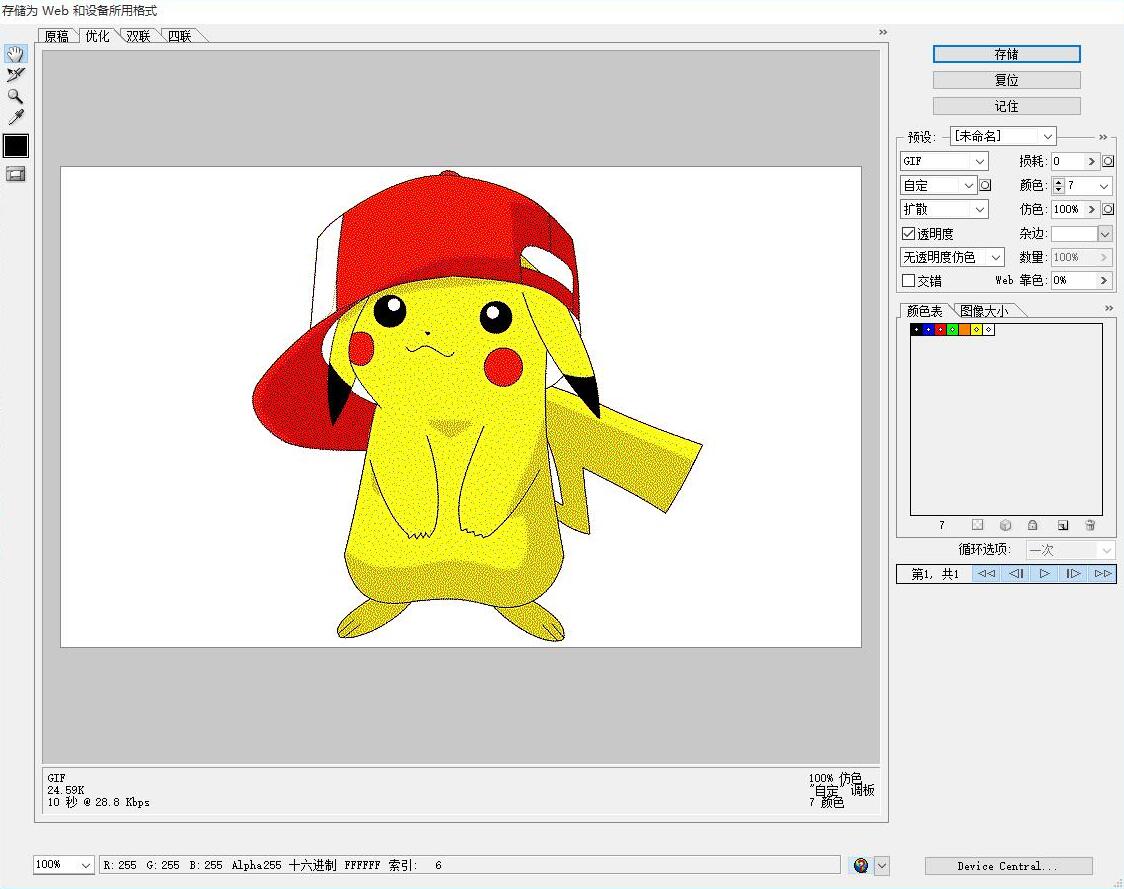 存储为 Web 和设备所用格式
原稿 优化 双联 四联
存储
复位
记住
预设: [未命名]
GIF 损耗: 0
自定 颜色: 7
扩散 仿色: 100%
透明度 杂边:
无透明度仿色 数量: 100%
交错 Web 靠色: 0%
颜色表 图像大小
7
循环选项: 一次
第1, 共1
GIF
24.59K
10 秒 @ 28.8 Kbps
100% 仿色
"自定" 调板
7 颜色
100% R: 255 G: 255 B: 255 Alpha255 十六进制 FFFFFF 索引: 6
Device Central...